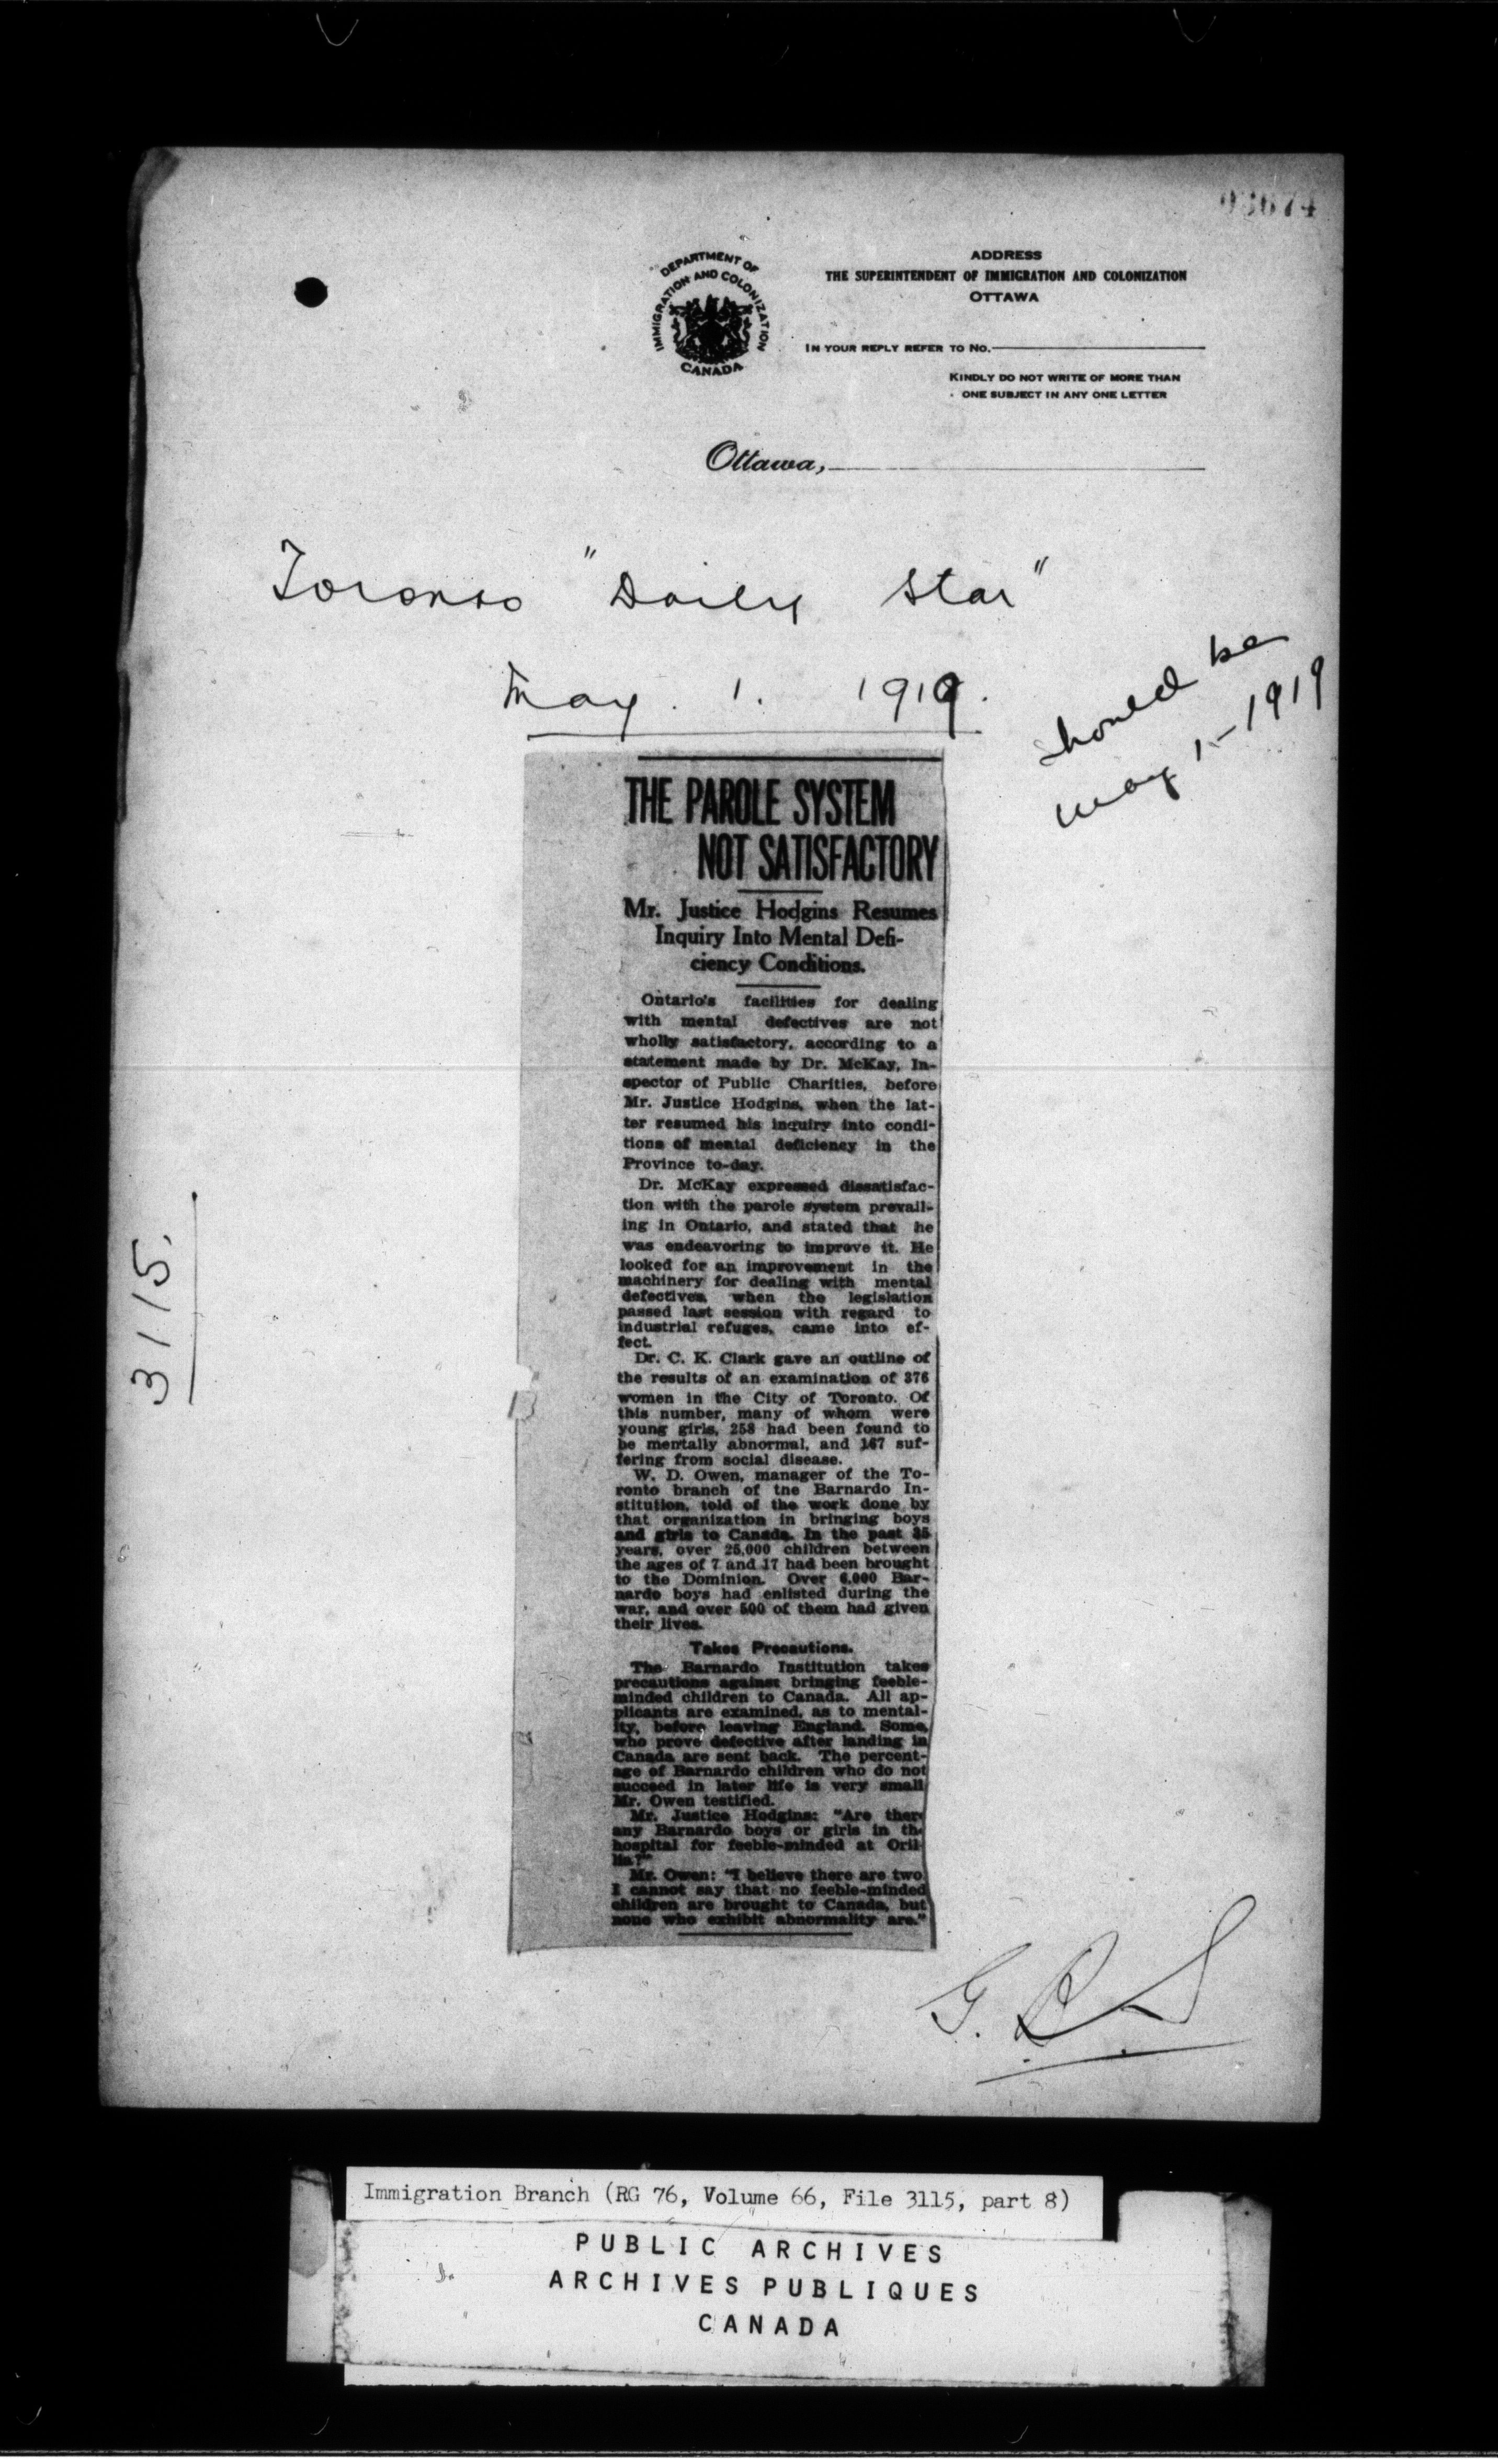 93674
DEPARTMENT OF
IMMIGRATION AND COLONIZATION
CANADA
ADDRESS
THE SUPERINTENDENT OF IMMIGRATION AND COLONIZATION
OTTAWA
IN YOUR REPLY REFER TO No.
KINDLY DO NOT WRITE OF MORE THAN
ONE SUBJECT IN ANY ONE LETTER
Ottawa,
Toronto "Daily Star"
May. 1. 1919.
should be
May 1,-1919
THE PAROLE SYSTEM
NOT SATISFACTORY
Mr. Justice Hodgins Resumes
Inquiry Into Mental Defi-
ciency Conditions.
Ontario's facilities for dealing
with mental defectives are not
wholly satisfactory, according to a
statement made by Dr. McKay, In-
spector of Public Charities, before
Mr. Justice Hodgins, when the lat-
ter resumed his inquiry into condi-
tions of mental deficiency in the
Province to-day.
Dr. McKay expressed dissatisfac-
tion with the parole system prevail-
ing in Ontario, and stated that he
was endeavoring to improve it. He
looked for an improvement in the
machinery for dealing with mental
defectives, when the legislation
passed last session with regard to
industrial refuges, came into ef-
fect.
Dr. C. K. Clark gave an outline of
the results of an examination of 376
women in the City of Toronto. Of
this number, many of whom were
young girls, 258 had been found to
be mentally abnormal, and 167 suf-
fering from social disease.
W. D. Owen, manager of the To-
ronto branch of tne Barnardo In-
stitution, told of the work done by
that organization in bringing boys
and girls to Canada. In the past 35
years, over 25,000 children between
the ages of 7 and 17 had been brought
to the Dominion. Over 6,000 Bar-
nardo boys had enlisted during the
war, and over 500 of them had given
their lives.
Takes Precautions.
The Barnardo Institution takes
precautions against bringing feeble-
minded children to Canada. All ap-
plicants are examined, as to mental-
ity, before leaving England. Some,
who prove defective after landing in
Canada are sent back. The percent-
age of Barnardo children who do not
succeed in later life is very small
Mr. Owen testified.
Mr. Justice Hodgins: "Are there
any Barnardo boys or girls in the
hospital for feeble-minded at Oril-
lia?"
Mr. Owen: "I believe there are two.
I cannot say that no feeble-minded
children are brought to Canada, but
none who exhibit abnormality are."
3115.
Immigration Branch (RG 76, Volume 66, File 3115, part 8)
PUBLIC ARCHIVES
ARCHIVES PUBLIQUES
CANADA